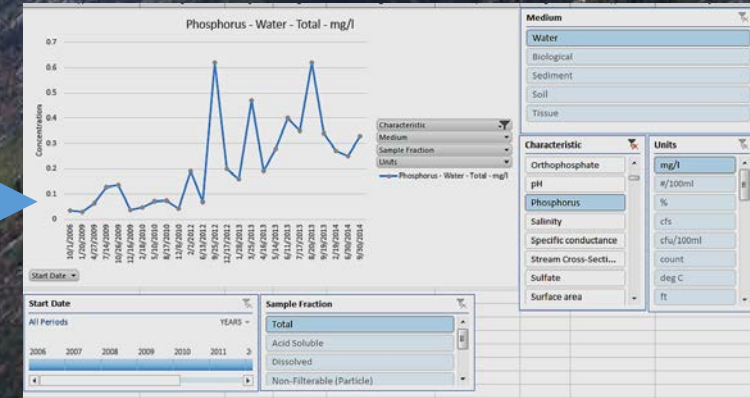 Phosphorus - Water - Total - mg/l
Concentration
0.7
0.6
0.5
0.4
0.3
0.2
0.1
0
10/1/2006
1/20/2009
4/27/2009
7/14/2009
10/26/2009
12/16/2009
2/18/2010
5/10/2010
8/17/2010
12/6/2010
2/2/2012
6/13/2012
9/25/2012
12/17/2012
1/28/2013
3/25/2013
4/16/2013
5/14/2013
6/11/2013
7/17/2013
8/20/2013
9/19/2013
2/19/2014
6/30/2014
9/30/2014
Characteristic
Medium
Sample Fraction
Units
Phosphorus - Water - Total - mg/l
Start Date
Medium
Water
Biological
Sediment
Soil
Tissue
Characteristic
Orthophosphate
pH
Phosphorus
Salinity
Specific conductance
Stream Cross-Secti...
Sulfate
Surface area
Units
mg/l
#/100ml
%
cfs
cfu/100ml
count
deg C
ft
Start Date
All Periods YEARS
2006 2007 2008 2009 2010 2011
Sample Fraction
Total
Acid Soluble
Dissolved
Non-Filterable (Particle)